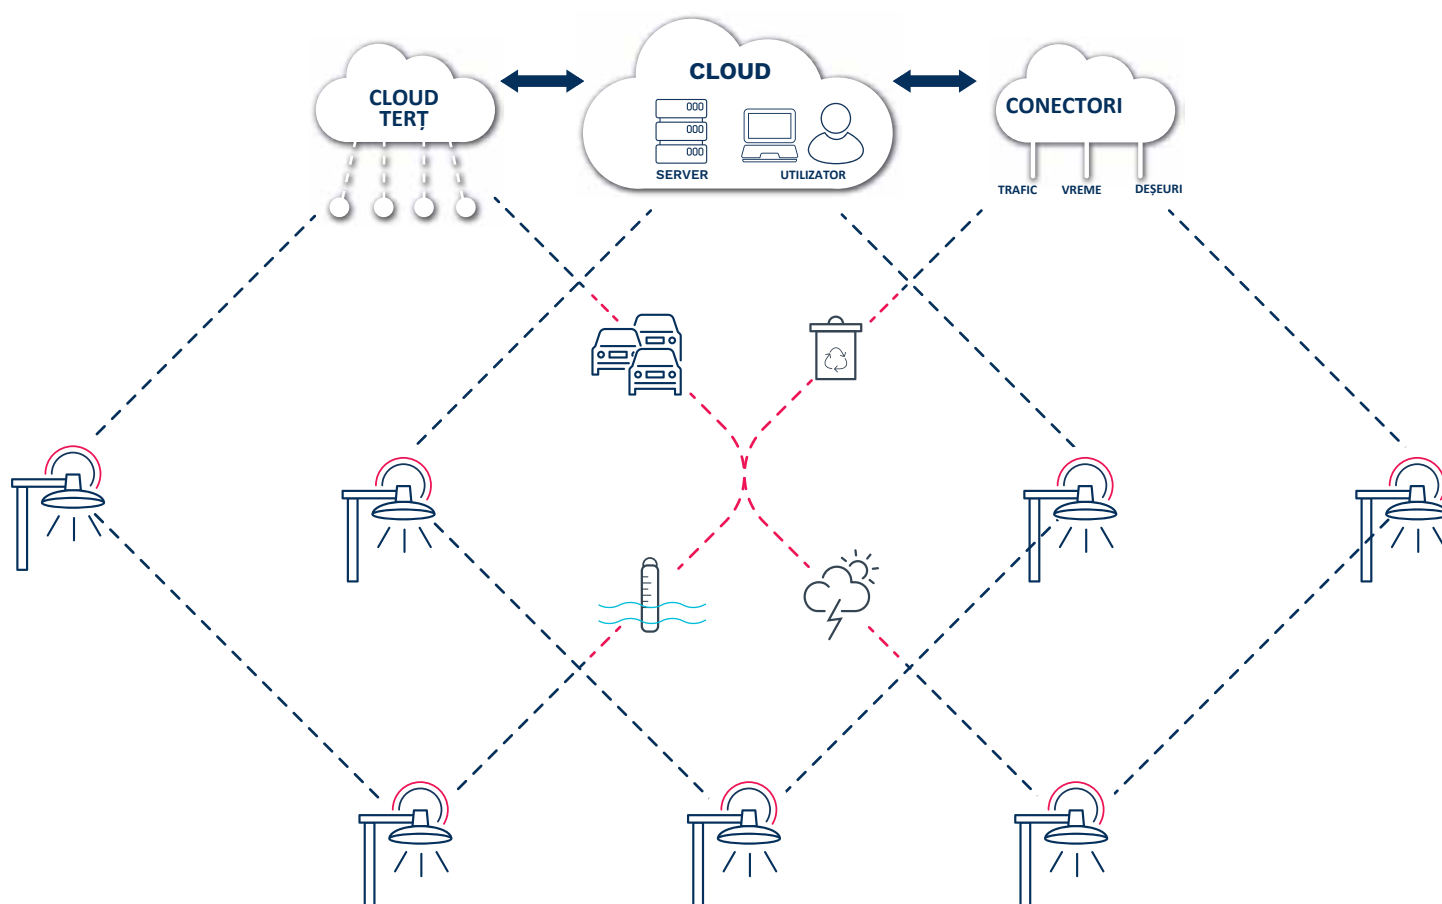 CLOUD
TERȚ
CLOUD
000
000
000
SERVER
UTILIZATOR
CONECTORI
TRAFIC
VREME
DEȘEURI